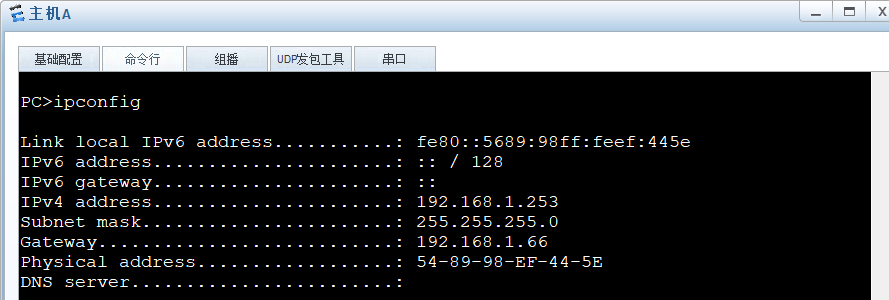 主机A
基础配置 命令行 组播 UDP发包工具 串口
PC>ipconfig
Link local IPv6 address...........: fe80::5689:98ff:feef:445e
IPv6 address......................: :: / 128
IPv6 gateway......................: ::
IPv4 address......................: 192.168.1.253
Subnet mask.......................: 255.255.255.0
Gateway...........................: 192.168.1.66
Physical address..................: 54-89-98-EF-44-5E
DNS server........................: